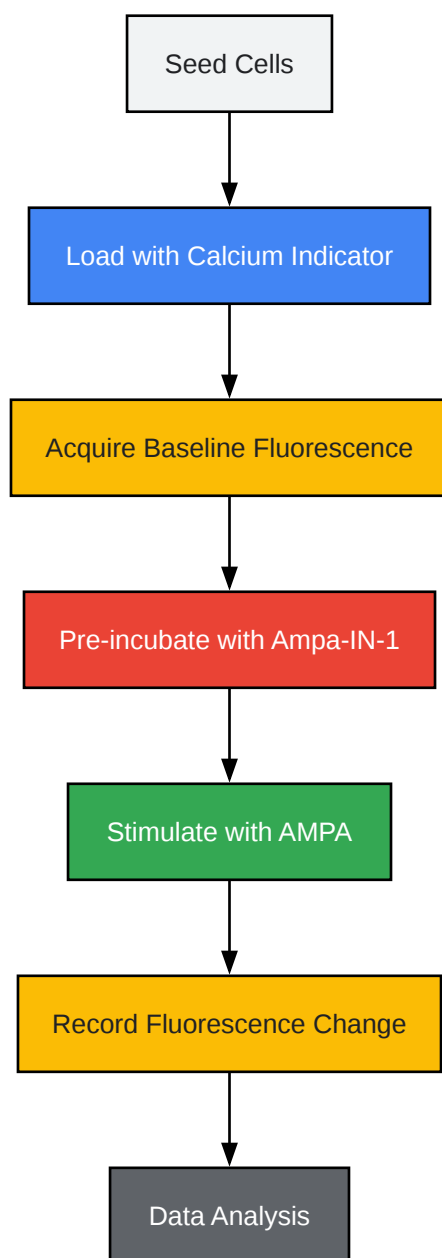 Seed Cells
Load with Calcium Indicator
Acquire Baseline Fluorescence
Pre-incubate with Ampa-IN-1
Stimulate with AMPA
Record Fluorescence Change
Data Analysis